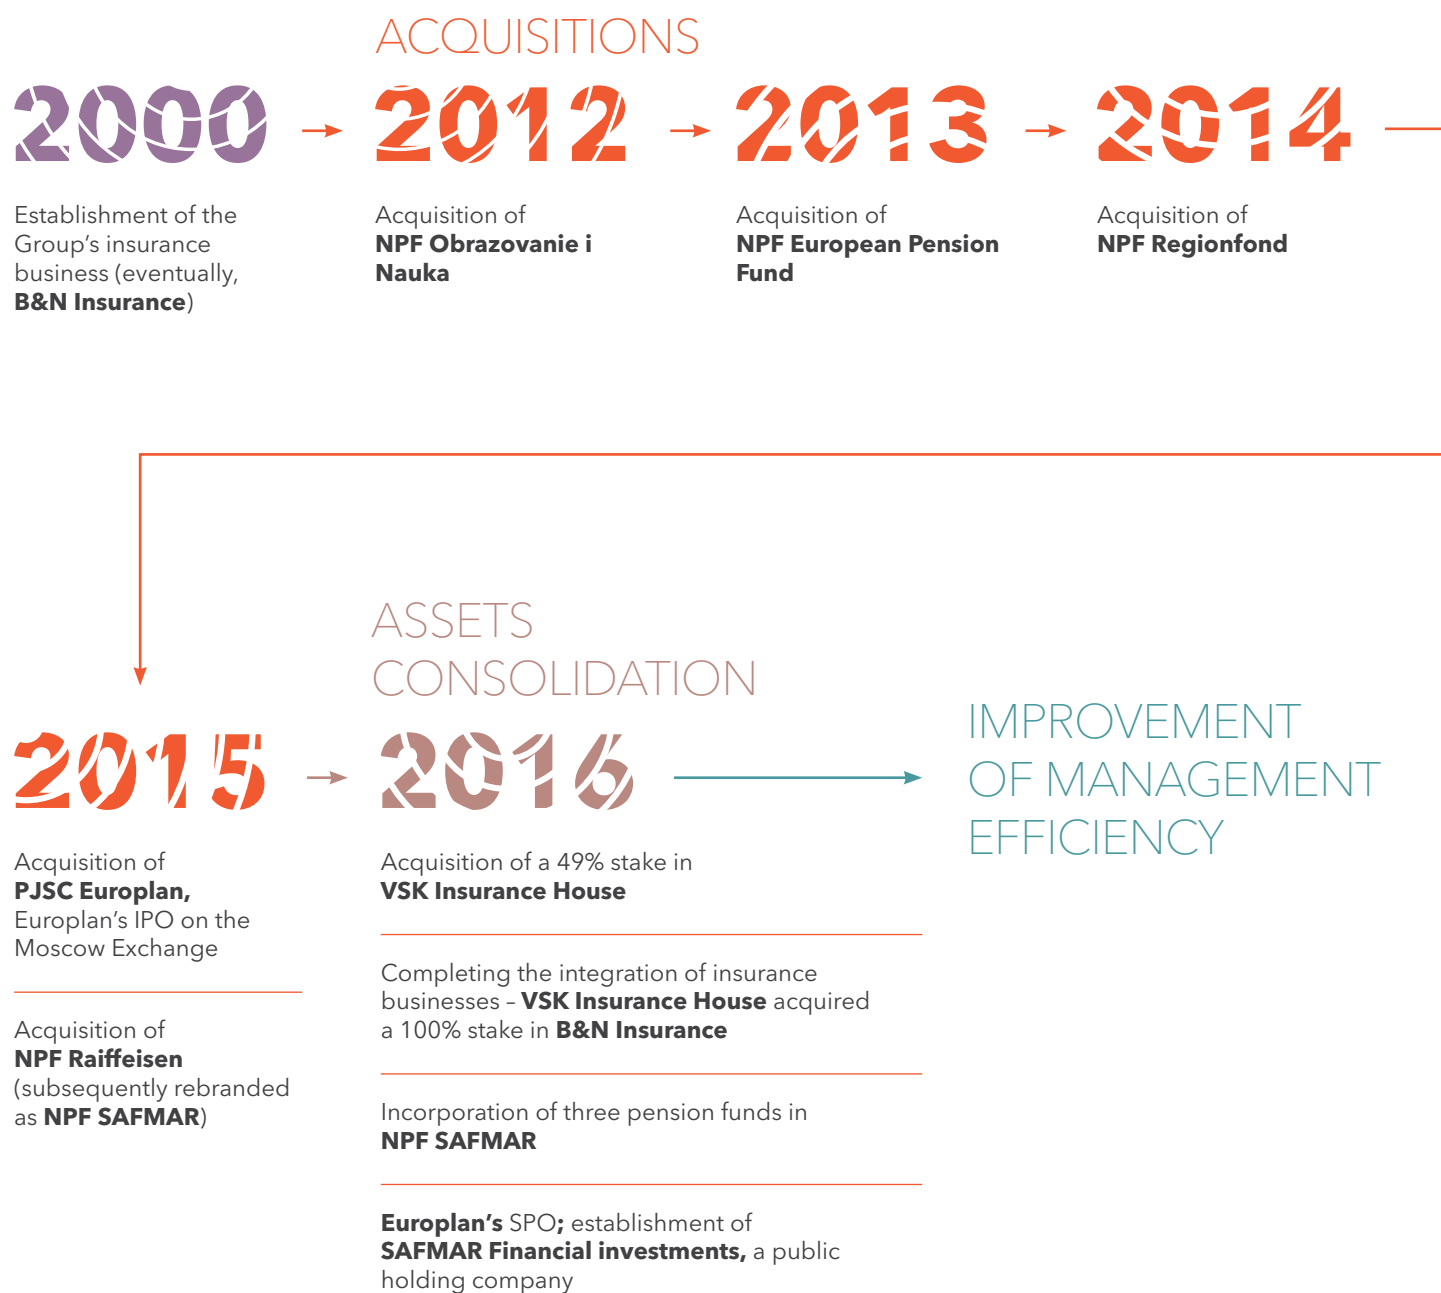 ACQUISITIONS
2000
2012
2013
2014
Establishment of the
Group’s insurance
business (eventually,
B&N Insurance)
Acquisition of
NPF Obrazovanie i
Nauka
Acquisition of
NPF European Pension
Fund
Acquisition of
NPF Regionfond
2015
Acquisition of
PJSC Europlan,
Europlan’s IPO on the
Moscow Exchange
Acquisition of
NPF Raiffeisen
(subsequently rebranded
as NPF SAFMAR)
ASSETS
CONSOLIDATION
2016
Acquisition of a 49% stake in
VSK Insurance House
Completing the integration of insurance
businesses – VSK Insurance House acquired
a 100% stake in B&N Insurance
Incorporation of three pension funds in
NPF SAFMAR
Europlan’s SPO; establishment of
SAFMAR Financial investments, a public
holding company
IMPROVEMENT
OF MANAGEMENT
EFFICIENCY